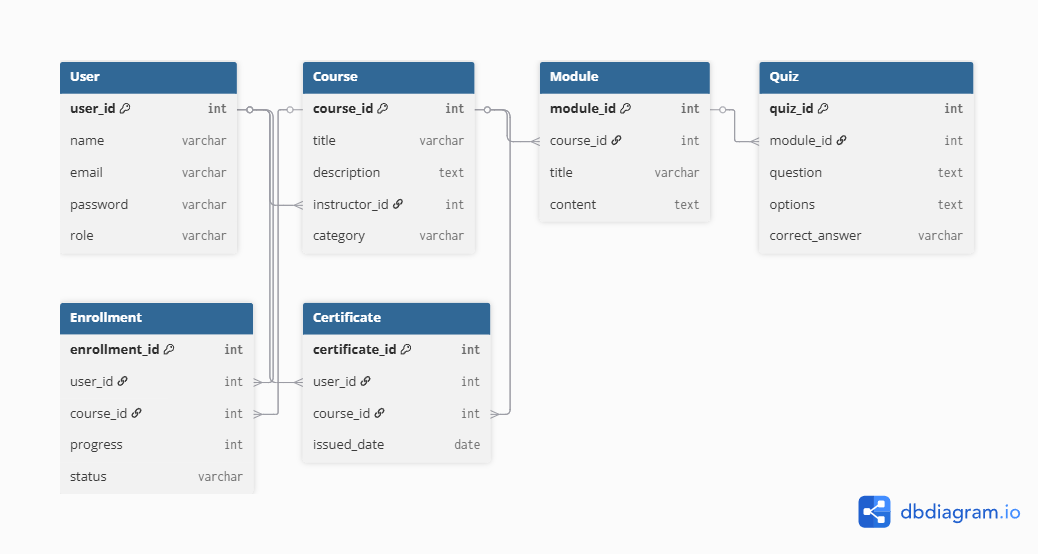 User
user_id int
name varchar
email varchar
password varchar
role varchar
Course
course_id int
title varchar
description text
instructor_id int
category varchar
Module
module_id int
course_id int
title varchar
content text
Quiz
quiz_id int
module_id int
question text
options text
correct_answer varchar
Enrollment
enrollment_id int
user_id int
course_id int
progress int
status varchar
Certificate
certificate_id int
user_id int
course_id int
issued_date date
dbdiagram.io